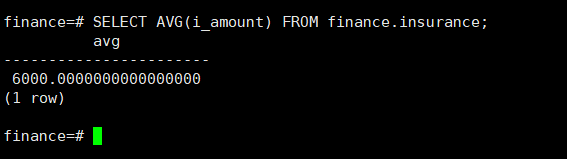 finance=# SELECT AVG(i_amount) FROM finance.insurance;
avg
-----------------------
6000.0000000000000000
(1 row)
finance=#